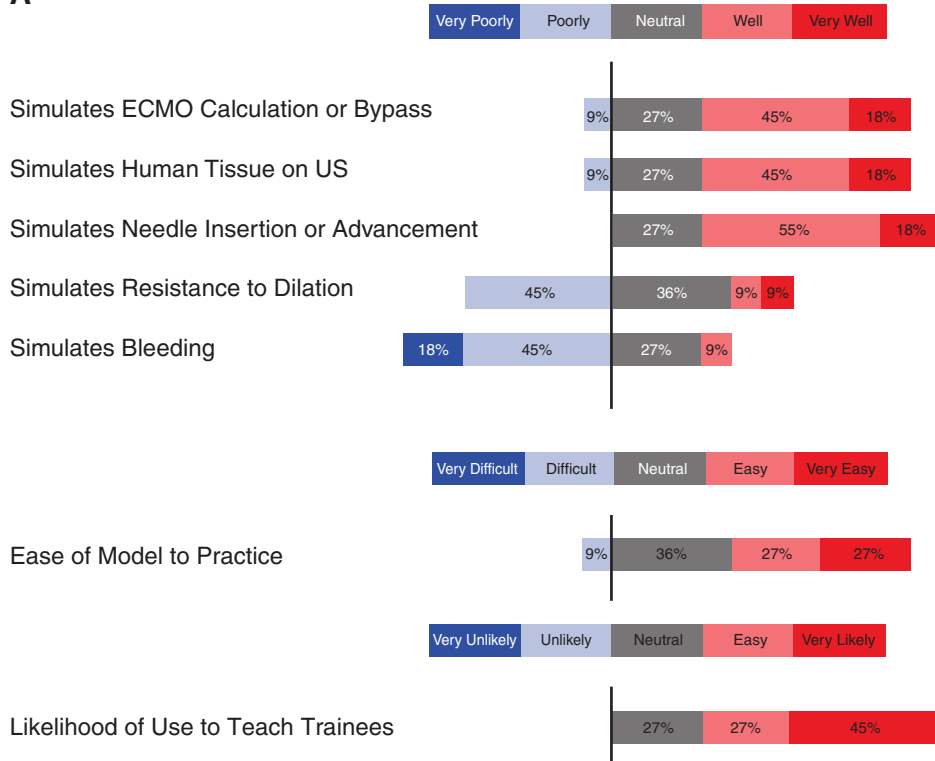 A
Very Poorly Poorly Neutral Well Very Well
Simulates ECMO Calculation or Bypass 9% 27% 45% 18%
Simulates Human Tissue on US 9% 27% 45% 18%
Simulates Needle Insertion or Advancement 27% 55% 18%
Simulates Resistance to Dilation 45% 36% 9% 9%
Simulates Bleeding 18% 45% 27% 9%
Very Difficult Difficult Neutral Easy Very Easy
Ease of Model to Practice 9% 36% 27% 27%
Very Unlikely Unlikely Neutral Easy Very Likely
Likelihood of Use to Teach Trainees 27% 27% 45%